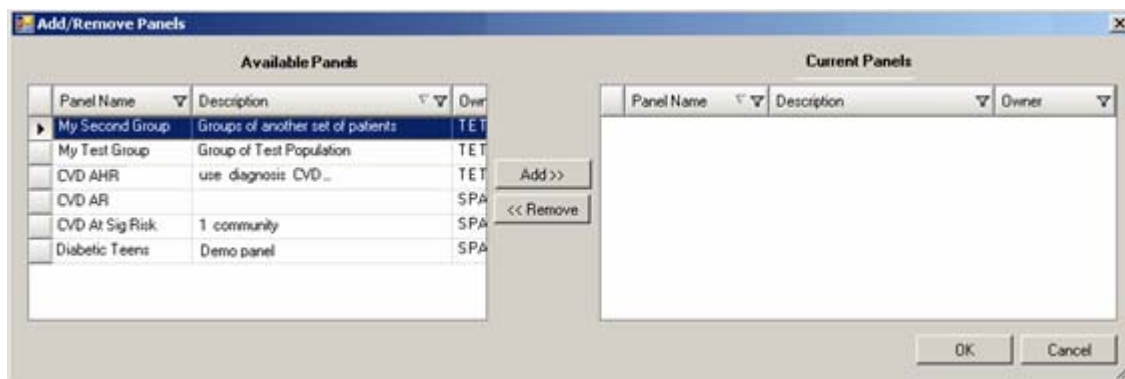 Add/Remove Panels
Available Panels
Current Panels
Panel Name Description Owr
My Second Group Groups of another set of patients TET
My Test Group Group of Test Population TET
CVD AHR use diagnosis CVD... TET
CVD AR SPA
CVD At Sig Risk 1 community SPA
Diabetic Teens Demo panel SPA
Add >>
<< Remove
Panel Name Description Owner
OK Cancel